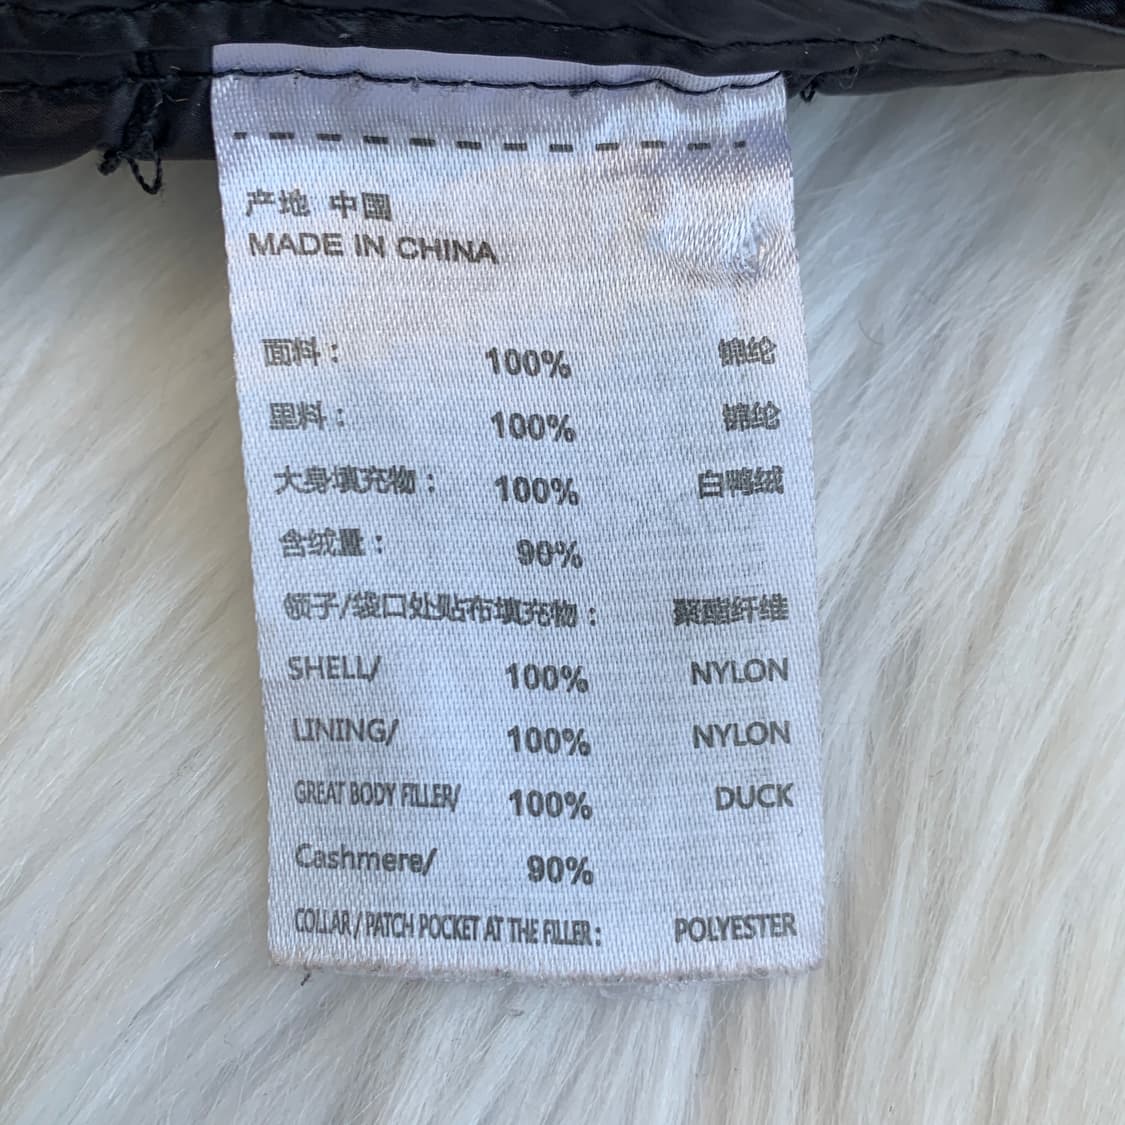 产地 中国
MADE IN CHINA
面料： 100% 锦纶
里料： 100% 锦纶
大身填充物： 100% 白鸭绒
含绒量： 90%
领子/袋口处贴布填充物： 聚酯纤维
SHELL/ 100% NYLON
LINING/ 100% NYLON
GREAT BODY FILLER/ 100% DUCK
Cashmere/ 90%
COLLAR/PATCH POCKET AT THE FILLER: POLYESTER